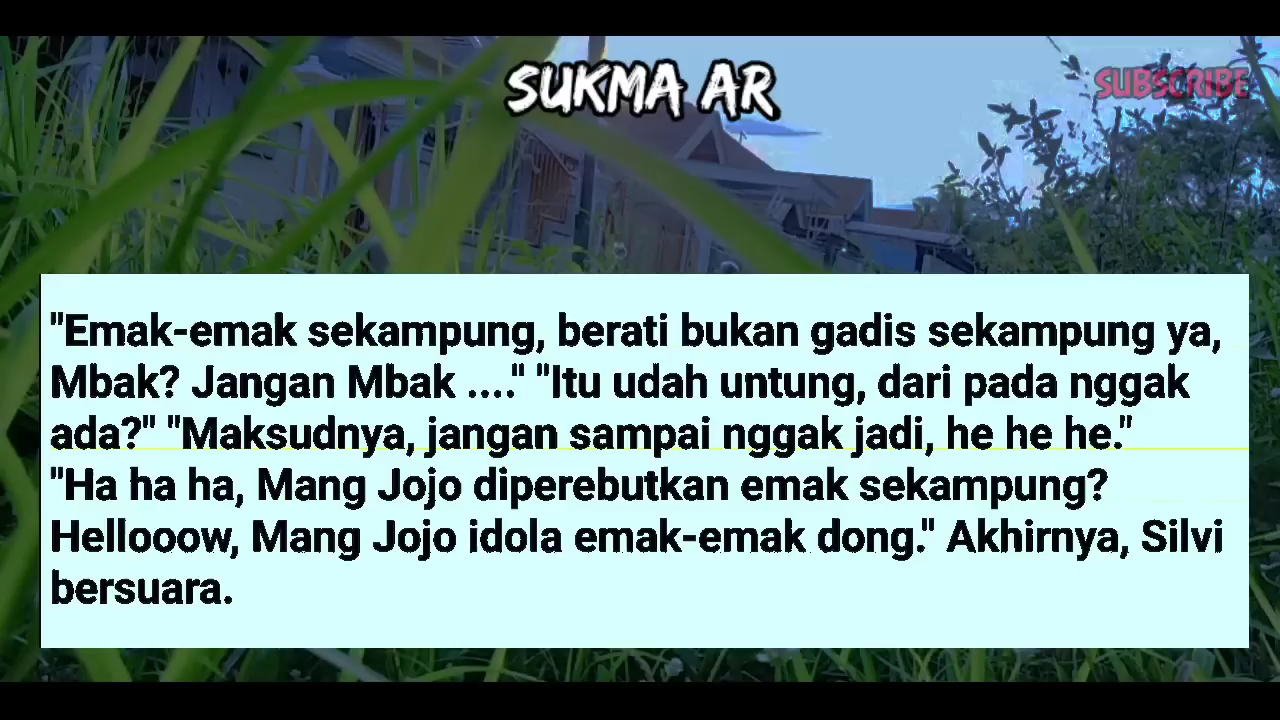 SUKMA AR
SUBSCRIBE
"Emak-emak sekampung, berati bukan gadis sekampung ya,
Mbak? Jangan Mbak ...." "Itu udah untung, dari pada nggak
ada?" "Maksudnya, jangan sampai nggak jadi, he he he."
"Ha ha ha, Mang Jojo diperebutkan emak sekampung?
Hellooow, Mang Jojo idola emak-emak dong." Akhirnya, Silvi
bersuara.